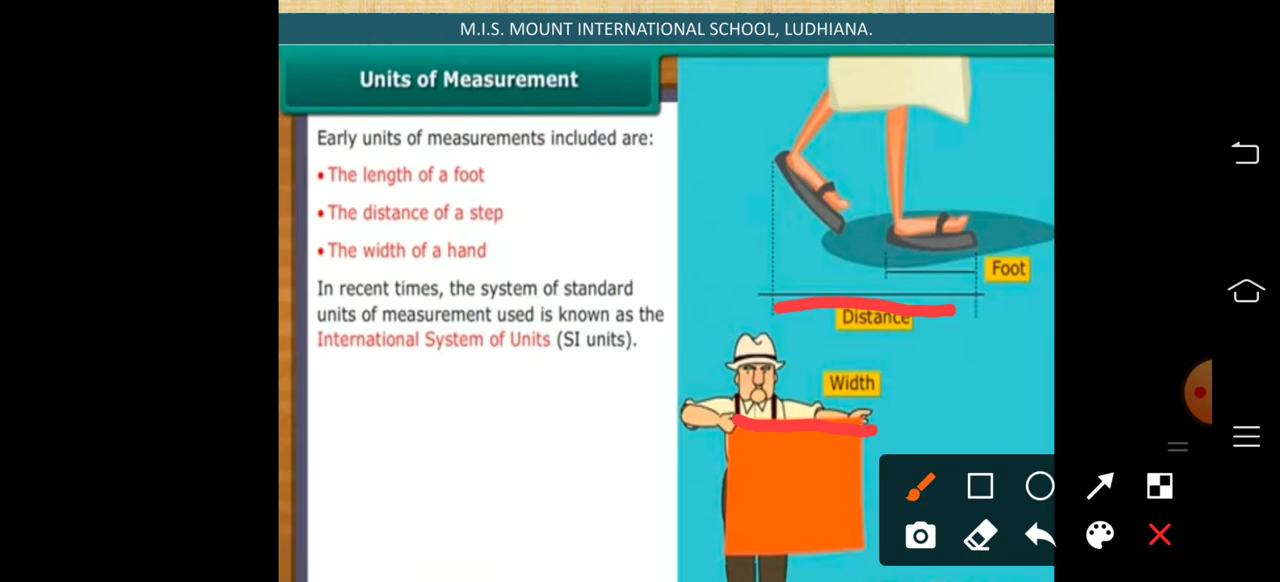 M.I.S. MOUNT INTERNATIONAL SCHOOL, LUDHIANA.
Units of Measurement
Early units of measurements included are:
• The length of a foot
• The distance of a step
• The width of a hand
In recent times, the system of standard
units of measurement used is known as the
International System of Units (SI units).
Foot
Distance
Width